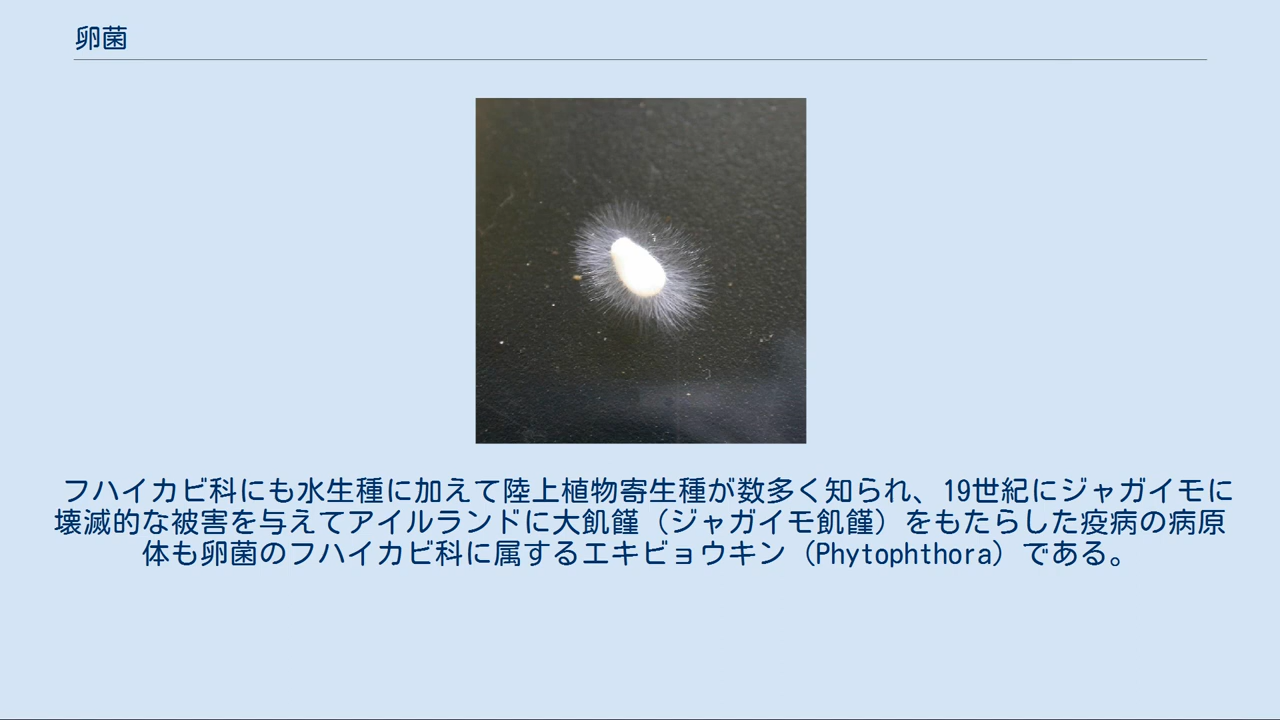 卵菌
フハイカビ科にも水生種に加えて陸上植物寄生種が数多く知られ、19世紀にジャガイモに
壊滅的な被害を与えてアイルランドに大飢饉（ジャガイモ飢饉）をもたらした疫病の病原
体も卵菌のフハイカビ科に属するエキビョウキン（Phytophthora）である。